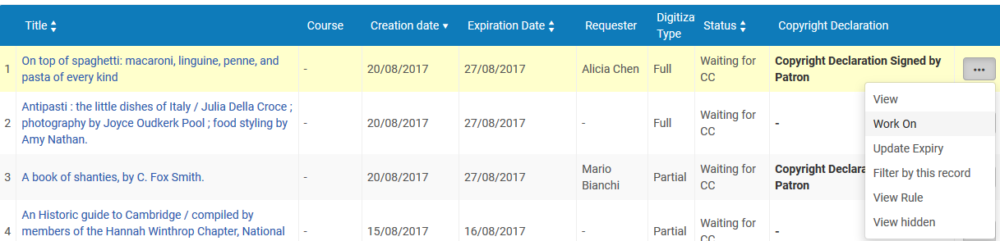 Title Course Creation date Expiration Date Requester Digitiza Type Status Copyright Declaration
1 On top of spaghetti: macaroni, linguine, penne, and - 20/08/2017 27/08/2017 Alicia Chen Full Waiting for Copyright Declaration Signed by
pasta of every kind CC Patron
View
Antipasti : the little dishes of Italy / Julia Della Croce ; Waiting for
2 photography by Joyce Oudkerk Pool ; food styling by - 20/08/2017 27/08/2017 - Full CC - Work On
Amy Nathan.
Update Expiry
3 A book of shanties, by C. Fox Smith. - 20/08/2017 27/08/2017 Mario Partial Waiting for Copyright Declara
Bianchi CC Patron
Filter by this record
View Rule
An Historic guide to Cambridge / compiled by Waiting for
View hidden
4 members of the Hannah Winthrop Chapter, National - 15/08/2017 16/08/2017 - Partial CC -